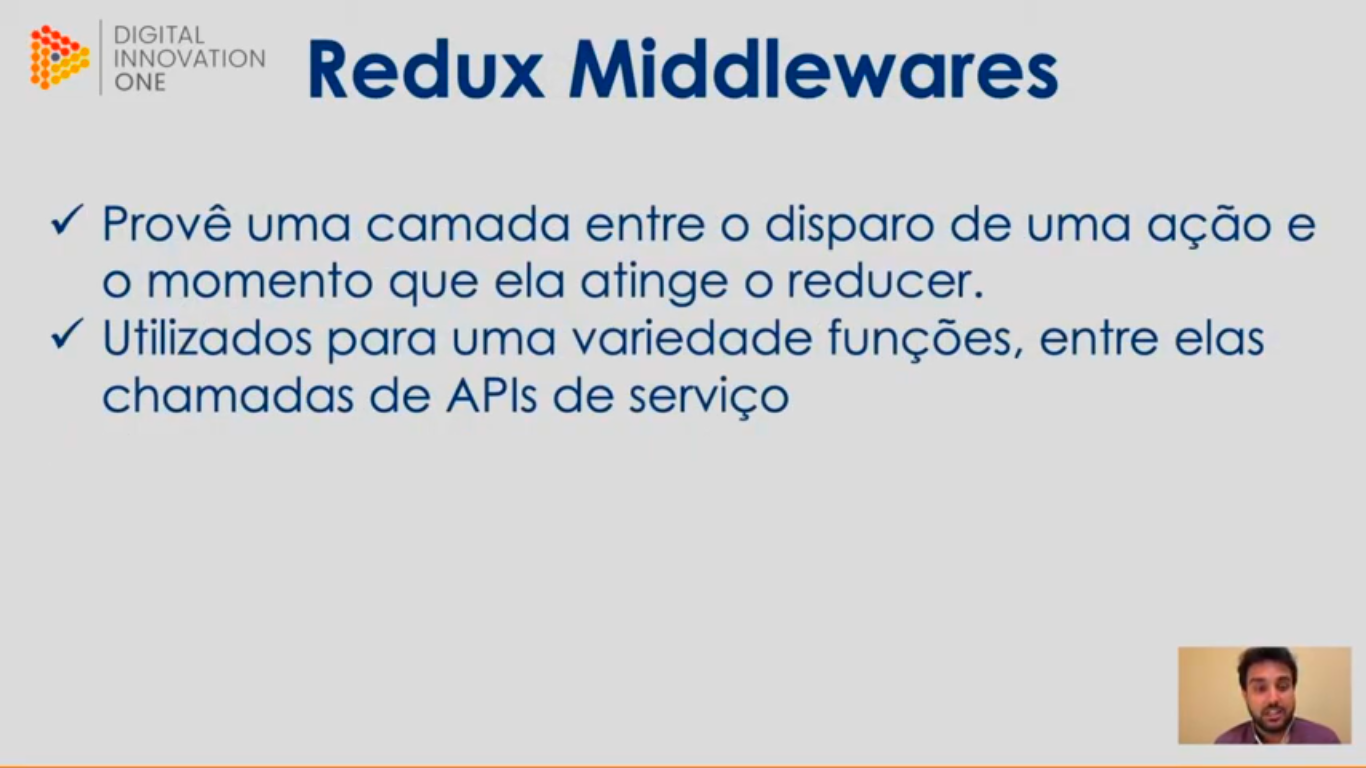 DIGITAL
INNOVATION
ONE
Redux Middlewares
✓ Provê uma camada entre o disparo de uma ação e
o momento que ela atinge o reducer.
✓ Utilizados para uma variedade funções, entre elas
chamadas de APIs de serviço